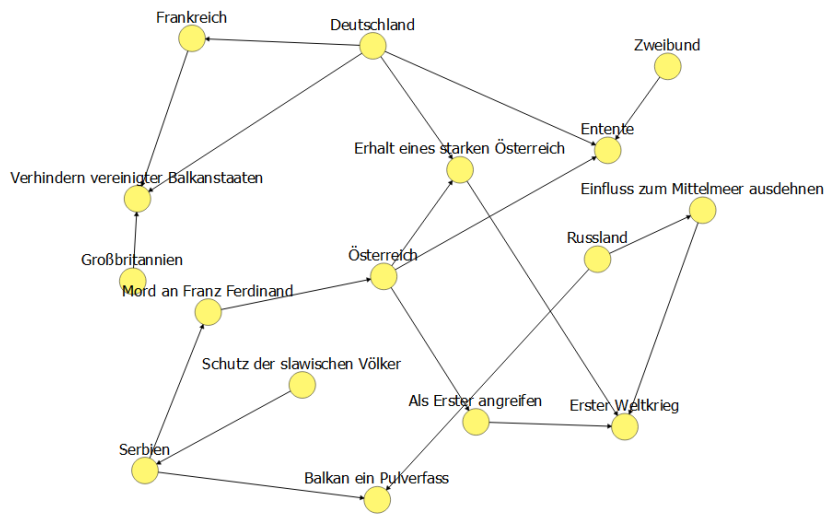 Frankreich
Deutschland
Zweibund
Entente
Erhalt eines starken Österreich
Verhindern vereinigter Balkanstaaten
Einfluss zum Mittelmeer ausdehnen
Russland
Österreich
Großbritannien
Mord an Franz Ferdinand
Schutz der slawischen Völker
Als Erster angreifen
Erster Weltkrieg
Serbien
Balkan ein Pulverfass